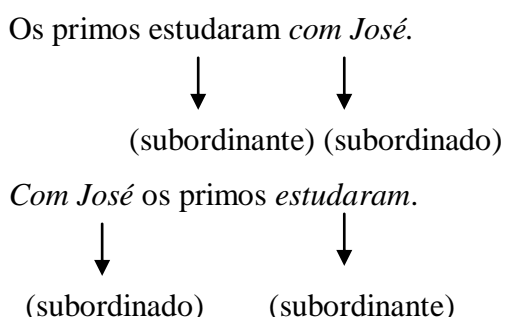 Os primos estudaram com José.
(subordinante) (subordinado)
Com José os primos estudaram.
(subordinado) (subordinante)